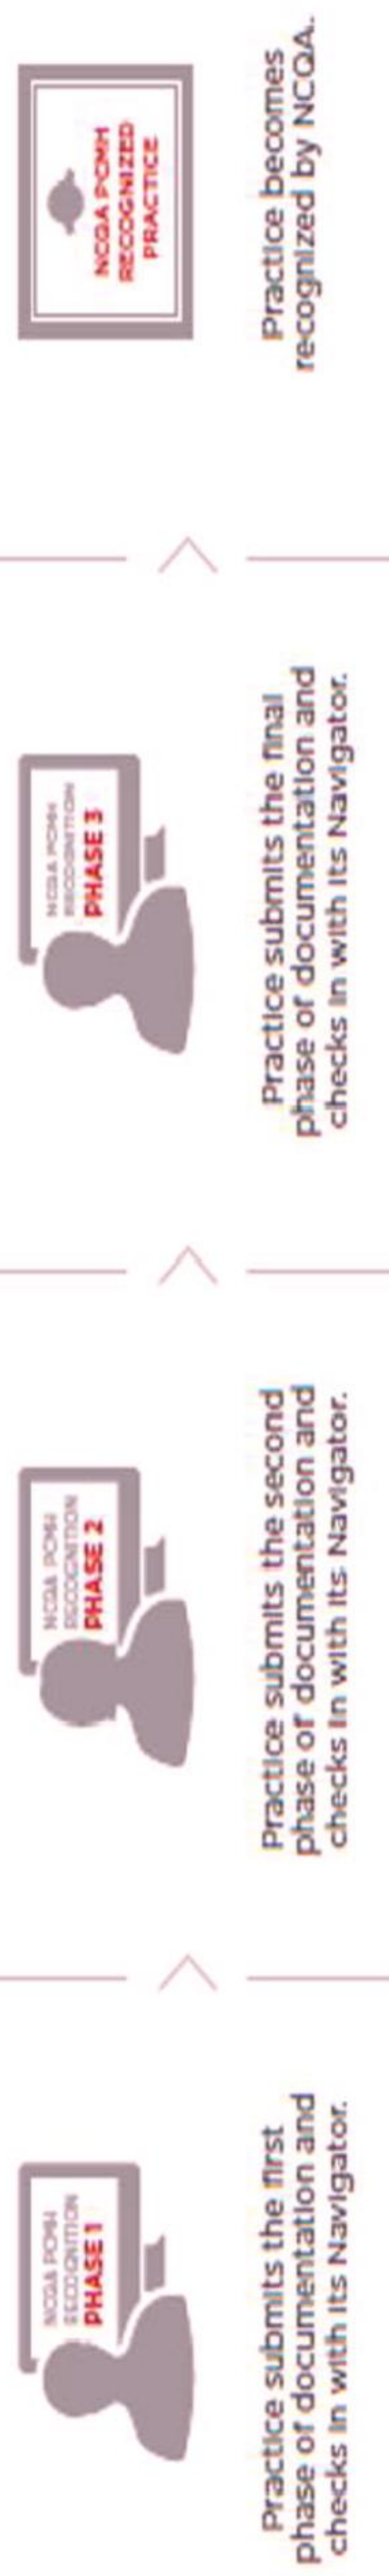 NCQA PCMH
RECOGNITION
PHASE 1
Practice submits the first
phase of documentation and
checks in with its Navigator.
NCQA PCMH
RECOGNITION
PHASE 2
Practice submits the second
phase of documentation and
checks in with its Navigator.
NCQA PCMH
RECOGNITION
PHASE 3
Practice submits the final
phase of documentation and
checks in with its Navigator.
NCQA PCMH
RECOGNIZED
PRACTICE
Practice becomes
recognized by NCQA.